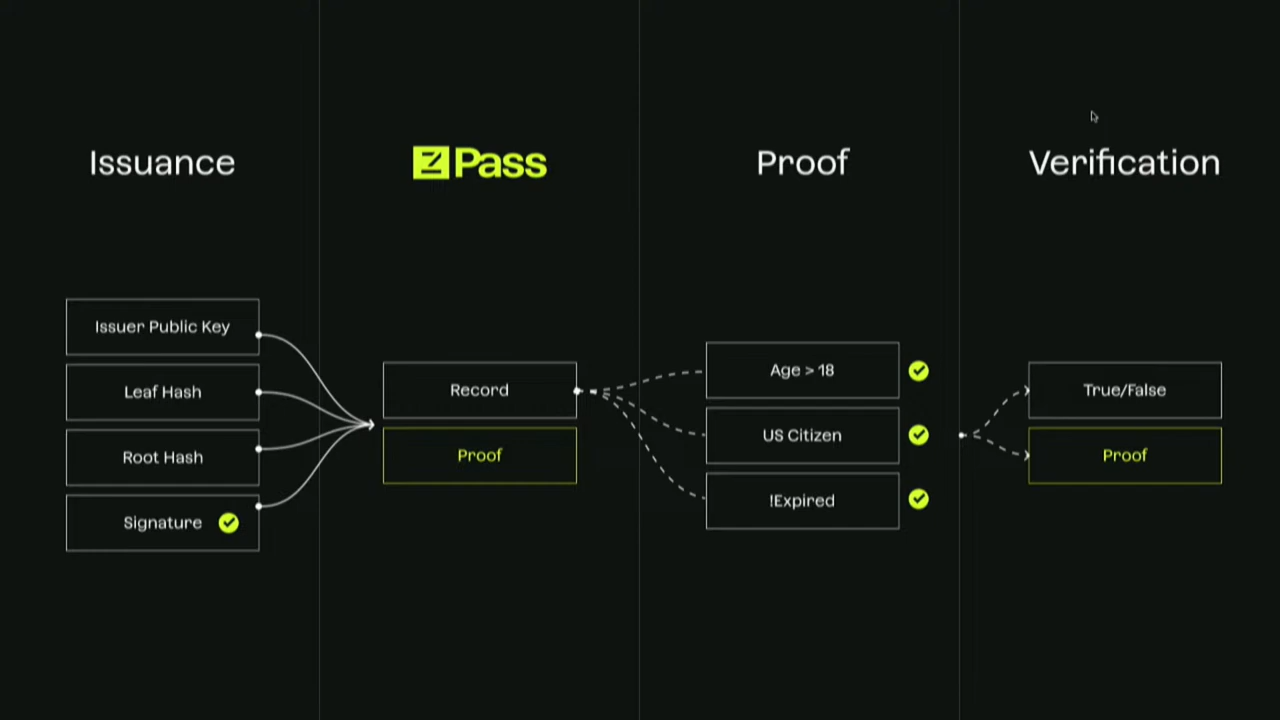 Issuance
Issuer Public Key
Leaf Hash
Root Hash
Signature
Pass
Record
Proof
Proof
Age > 18
US Citizen
!Expired
Verification
True/False
Proof